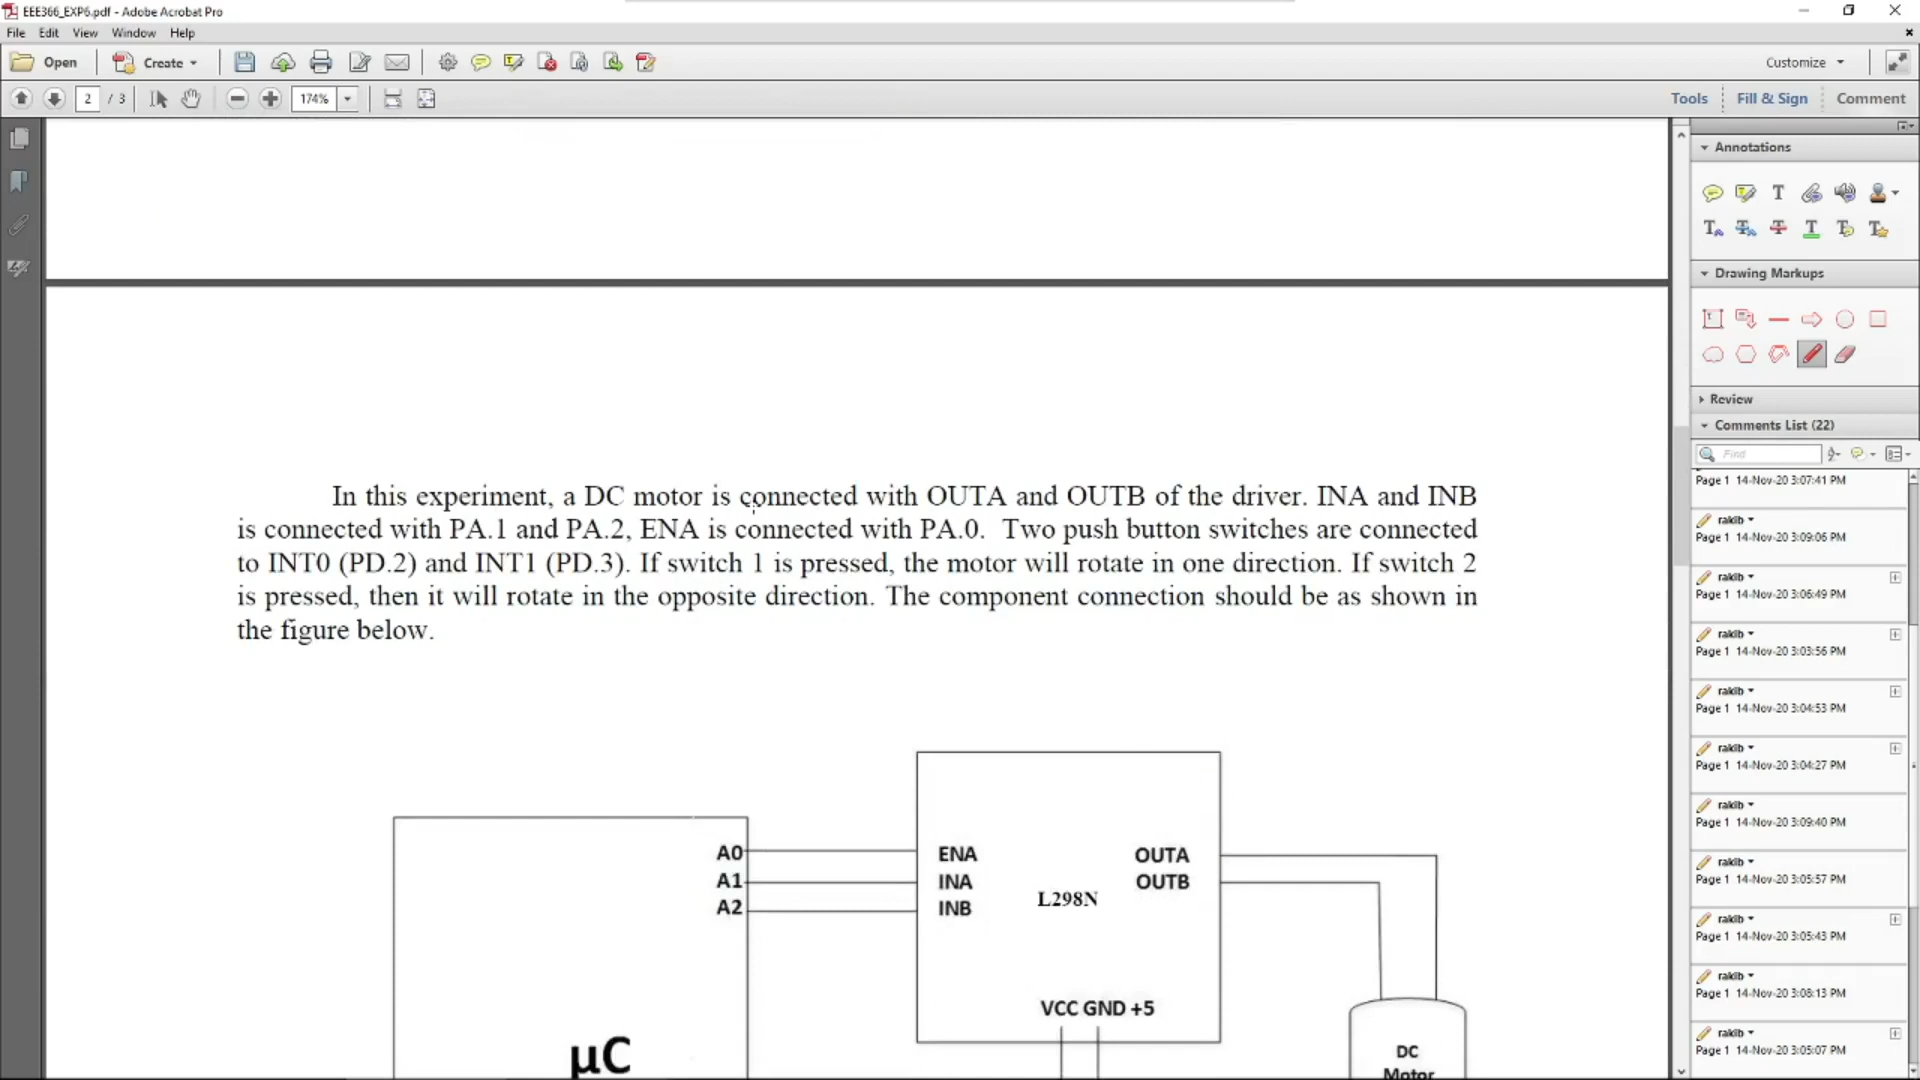 EEE366_EXP6.pdf - Adobe Acrobat Pro
File Edit View Window Help
Open Create Customize
2 / 3 174% Tools Fill & Sign Comment
Annotations
Drawing Markups
Review
Comments List (22)
Find
Page 1 14-Nov-20 3:07:41 PM
rakib
Page 1 14-Nov-20 3:09:06 PM
rakib
Page 1 14-Nov-20 3:06:49 PM
rakib
Page 1 14-Nov-20 3:03:56 PM
rakib
Page 1 14-Nov-20 3:04:53 PM
rakib
Page 1 14-Nov-20 3:04:27 PM
rakib
Page 1 14-Nov-20 3:09:40 PM
rakib
Page 1 14-Nov-20 3:05:57 PM
rakib
Page 1 14-Nov-20 3:05:43 PM
rakib
Page 1 14-Nov-20 3:08:13 PM
rakib
Page 1 14-Nov-20 3:05:07 PM
In this experiment, a DC motor is connected with OUTA and OUTB of the driver. INA and INB
is connected with PA.1 and PA.2, ENA is connected with PA.0. Two push button switches are connected
to INT0 (PD.2) and INT1 (PD.3). If switch 1 is pressed, the motor will rotate in one direction. If switch 2
is pressed, then it will rotate in the opposite direction. The component connection should be as shown in
the figure below.
A0
A1
A2
µC
ENA
INA
INB
L298N
OUTA
OUTB
VCC GND +5
DC
Motor